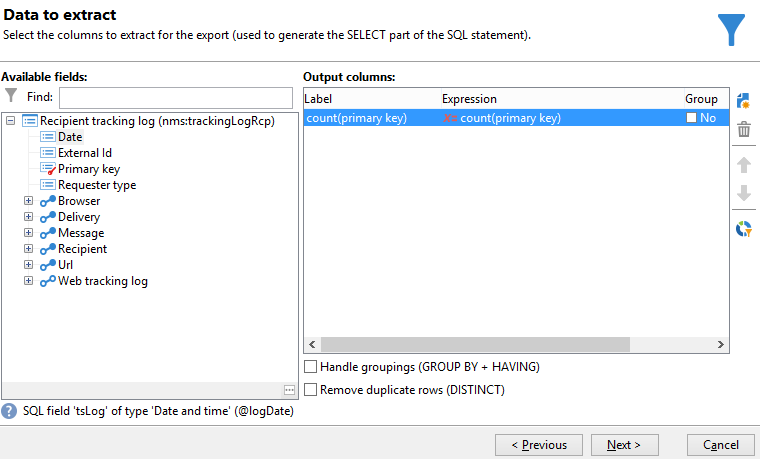 Data to extract
Select the columns to extract for the export (used to generate the SELECT part of the SQL statement).
Available fields:
Find:
Recipient tracking log (nms:trackingLogRcp)
Date
External Id
Primary key
Requester type
Browser
Delivery
Message
Recipient
Url
Web tracking log
SQL field 'tsLog' of type 'Date and time' (@logDate)
Output columns:
Label Expression Group
count(primary key) count(primary key) No
Handle groupings (GROUP BY + HAVING)
Remove duplicate rows (DISTINCT)
< Previous Next > Cancel